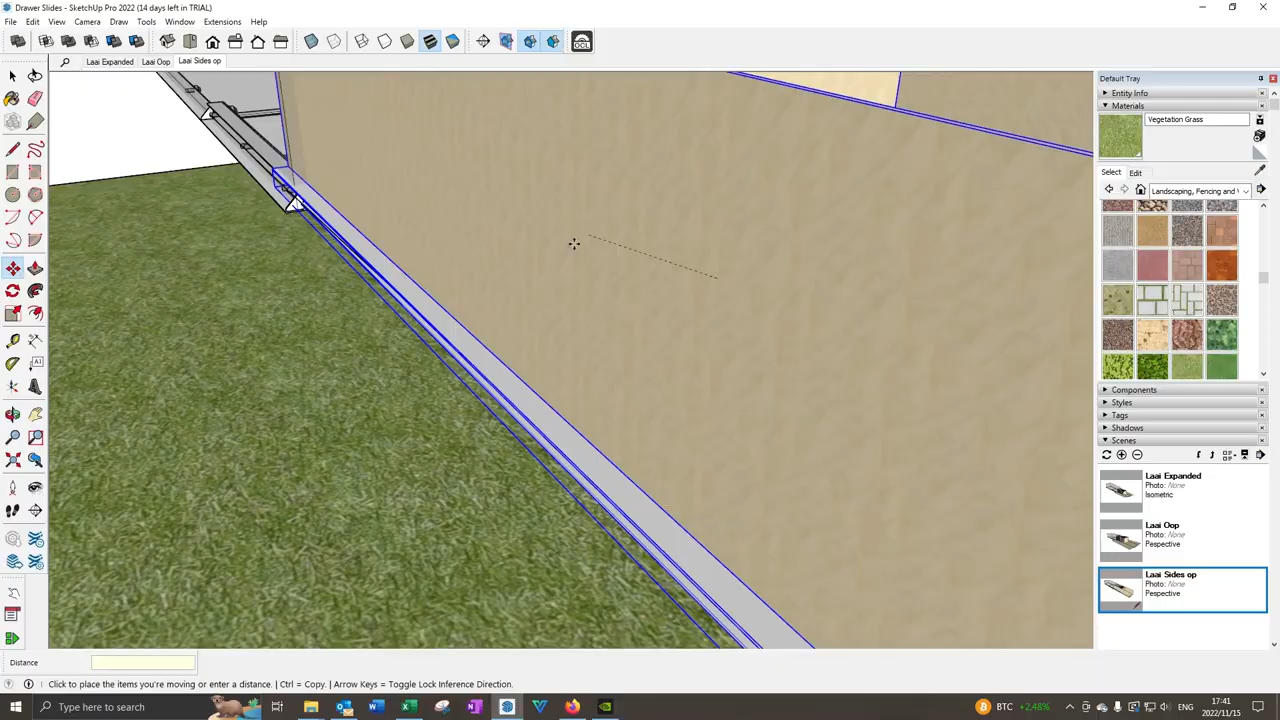 Drawer Slides - SketchUp Pro 2022 (14 days left in TRIAL)
File Edit View Camera Draw Tools Window Extensions Help
OCL
Laai Expanded Laai Oop Laai Sides op
Default Tray
Entity Info
Materials
Vegetation Grass
Select Edit
Landscaping, Fencing and V
Components
Styles
Tags
Shadows
Scenes
Laai Expanded
Photo: None
Isometric
Laai Oop
Photo: None
Pespective
Laai Sides op
Photo: None
Perspective
Distance
Click to place the items you're moving or enter a distance. | Ctrl = Copy. | Arrow Keys = Toggle Lock Inference Direction.
Type here to search
BTC +2,48%
17:41
2022/11/15